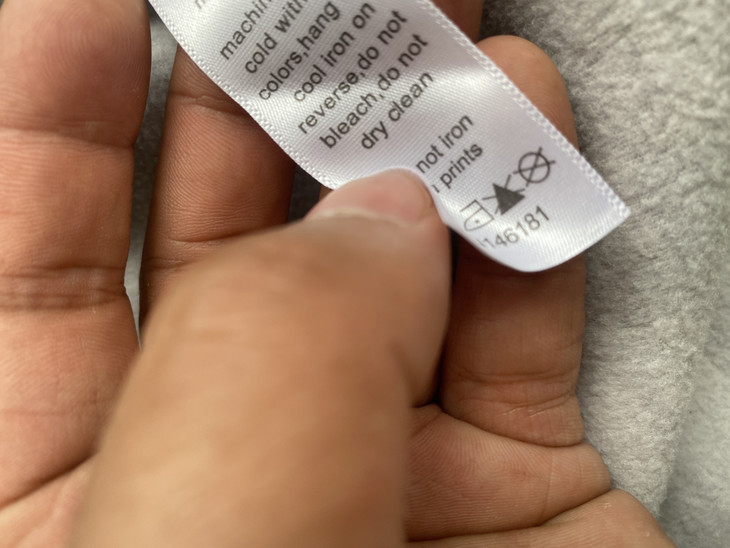 cold with
colors,hang
cool iron on
reverse,do not
bleach,do not
dry clean
not iron
prints
146181